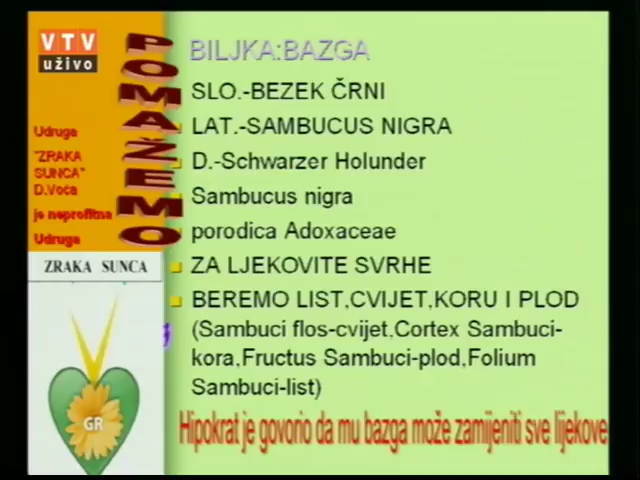 VTV
uživo
POMAŽEMO
Udruga
"ZRAKA
SUNCA"
D.Voća
je neprofitna
Udruga
ZRAKA SUNCA
GR
BILJKA:BAZGA
SLO.-BEZEK ČRNI
LAT.-SAMBUCUS NIGRA
D.-Schwarzer Holunder
Sambucus nigra
porodica Adoxaceae
ZA LJEKOVITE SVRHE
BEREMO LIST,CVIJET,KORU I PLOD
(Sambuci flos-cvijet,Cortex Sambuci-
kora,Fructus Sambuci-plod,Folium
Sambuci-list)
Hipokrat je govorio da mu bazga može zamijeniti sve lijekove